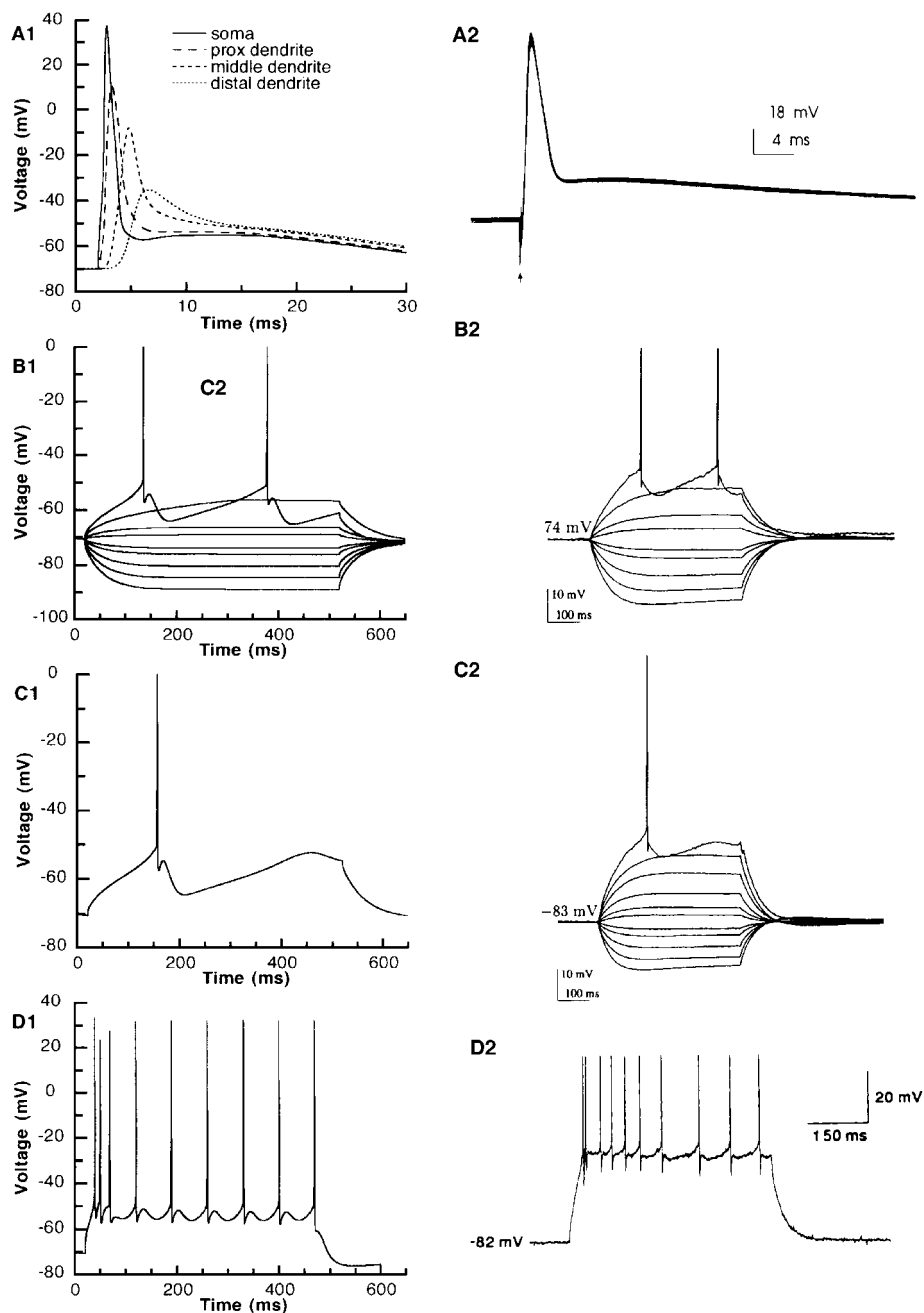 A1
40
20
0
-20
-40
-60
-80
Voltage (mV)
soma
prox dendrite
middle dendrite
distal dendrite
0 10 20 30
Time (ms)
A2
18 mV
4 ms
B1
0
-20
-40
-60
-80
-100
Voltage (mV)
C2
0 200 400 600
Time (ms)
B2
74 mV
10 mV
100 ms
C1
0
-20
-40
-60
-80
Voltage (mV)
0 200 400 600
Time (ms)
C2
-83 mV
10 mV
100 ms
D1
40
20
0
-20
-40
-60
-80
Voltage (mV)
0 200 400 600
Time (ms)
D2
20 mV
150 ms
-82 mV